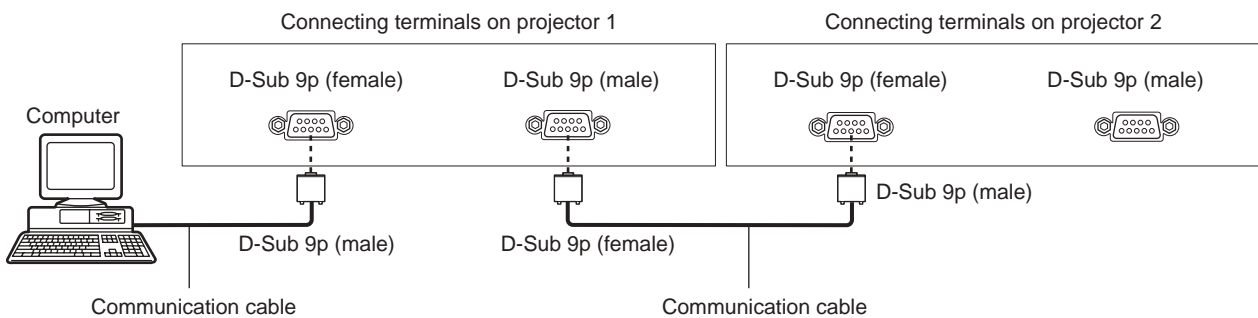 Connecting terminals on projector 1
Connecting terminals on projector 2
D-Sub 9p (female)
D-Sub 9p (male)
D-Sub 9p (female)
D-Sub 9p (male)
Computer
D-Sub 9p (male)
D-Sub 9p (male)
D-Sub 9p (female)
Communication cable
Communication cable